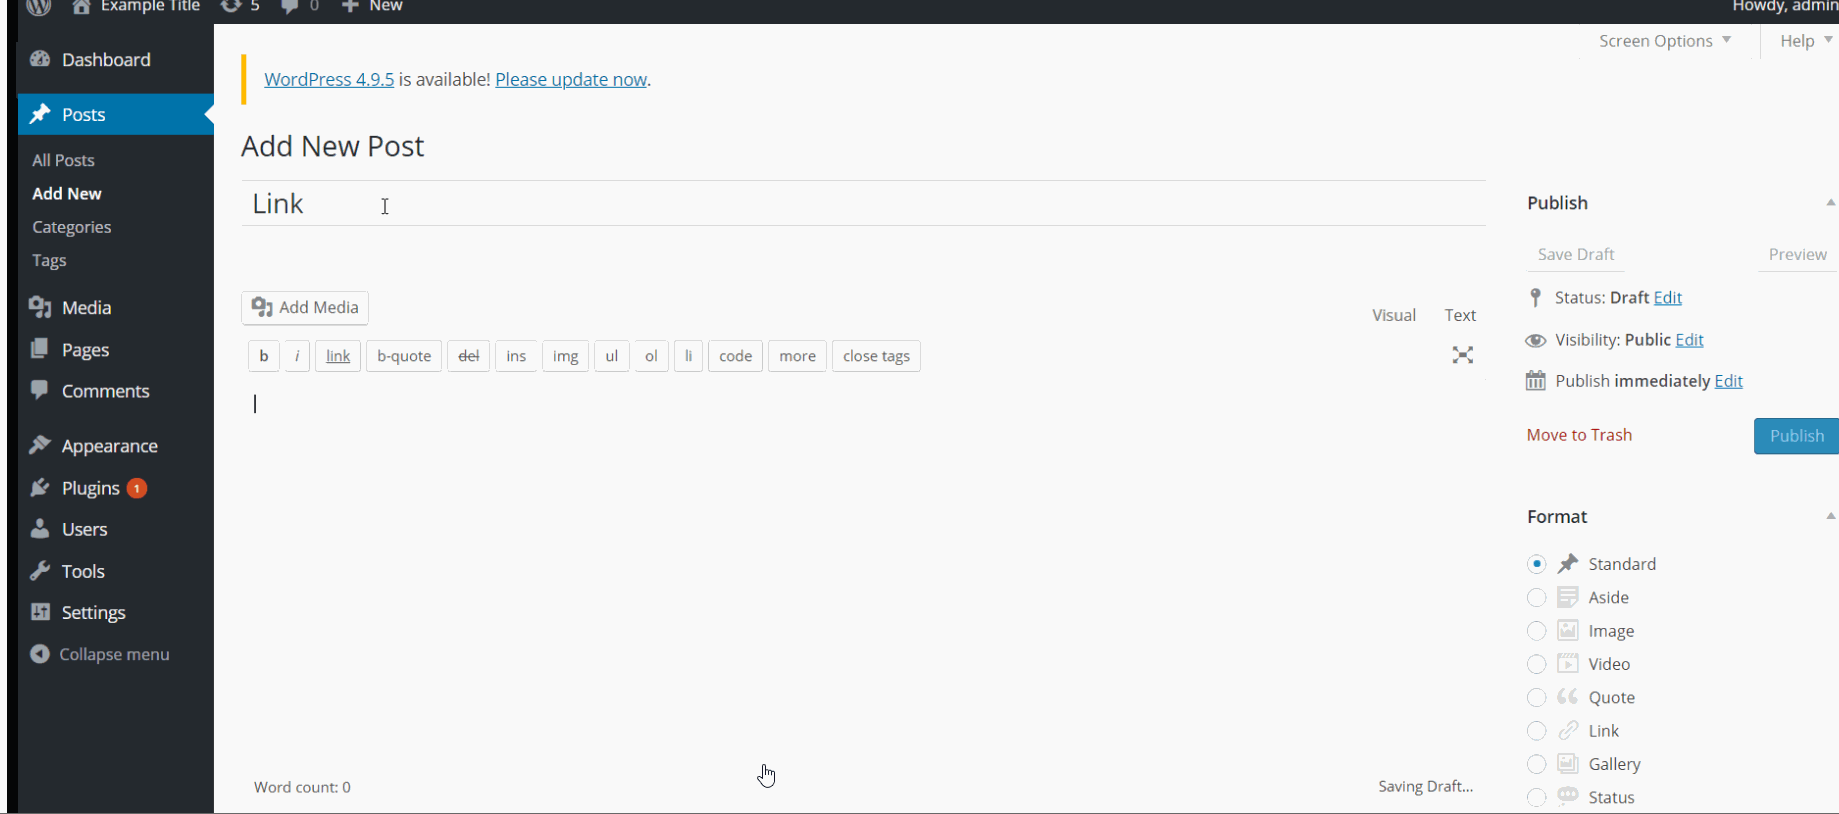 Example Title 5 0 New Howdy, admin
Screen Options Help
Dashboard
Posts
All Posts
Add New
Categories
Tags
Media
Pages
Comments
Appearance
Plugins 1
Users
Tools
Settings
Collapse menu
WordPress 4.9.5 is available! Please update now.
Add New Post
Link
Add Media
Visual Text
b i link b-quote del ins img ul ol li code more close tags
Word count: 0 Saving Draft...
Publish
Save Draft Preview
Status: Draft Edit
Visibility: Public Edit
Publish immediately Edit
Move to Trash Publish
Format
Standard
Aside
Image
Video
Quote
Link
Gallery
Status